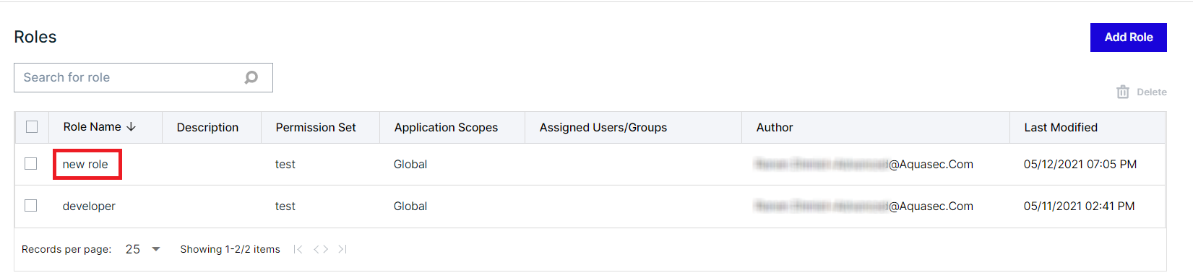 Roles
Add Role
Search for role
Delete
Role Name Description Permission Set Application Scopes Assigned Users/Groups Author Last Modified
new role test Global @Aquasec.Com 05/12/2021 07:05 PM
developer test Global @Aquasec.Com 05/11/2021 02:41 PM
Records per page: 25 Showing 1-2/2 items